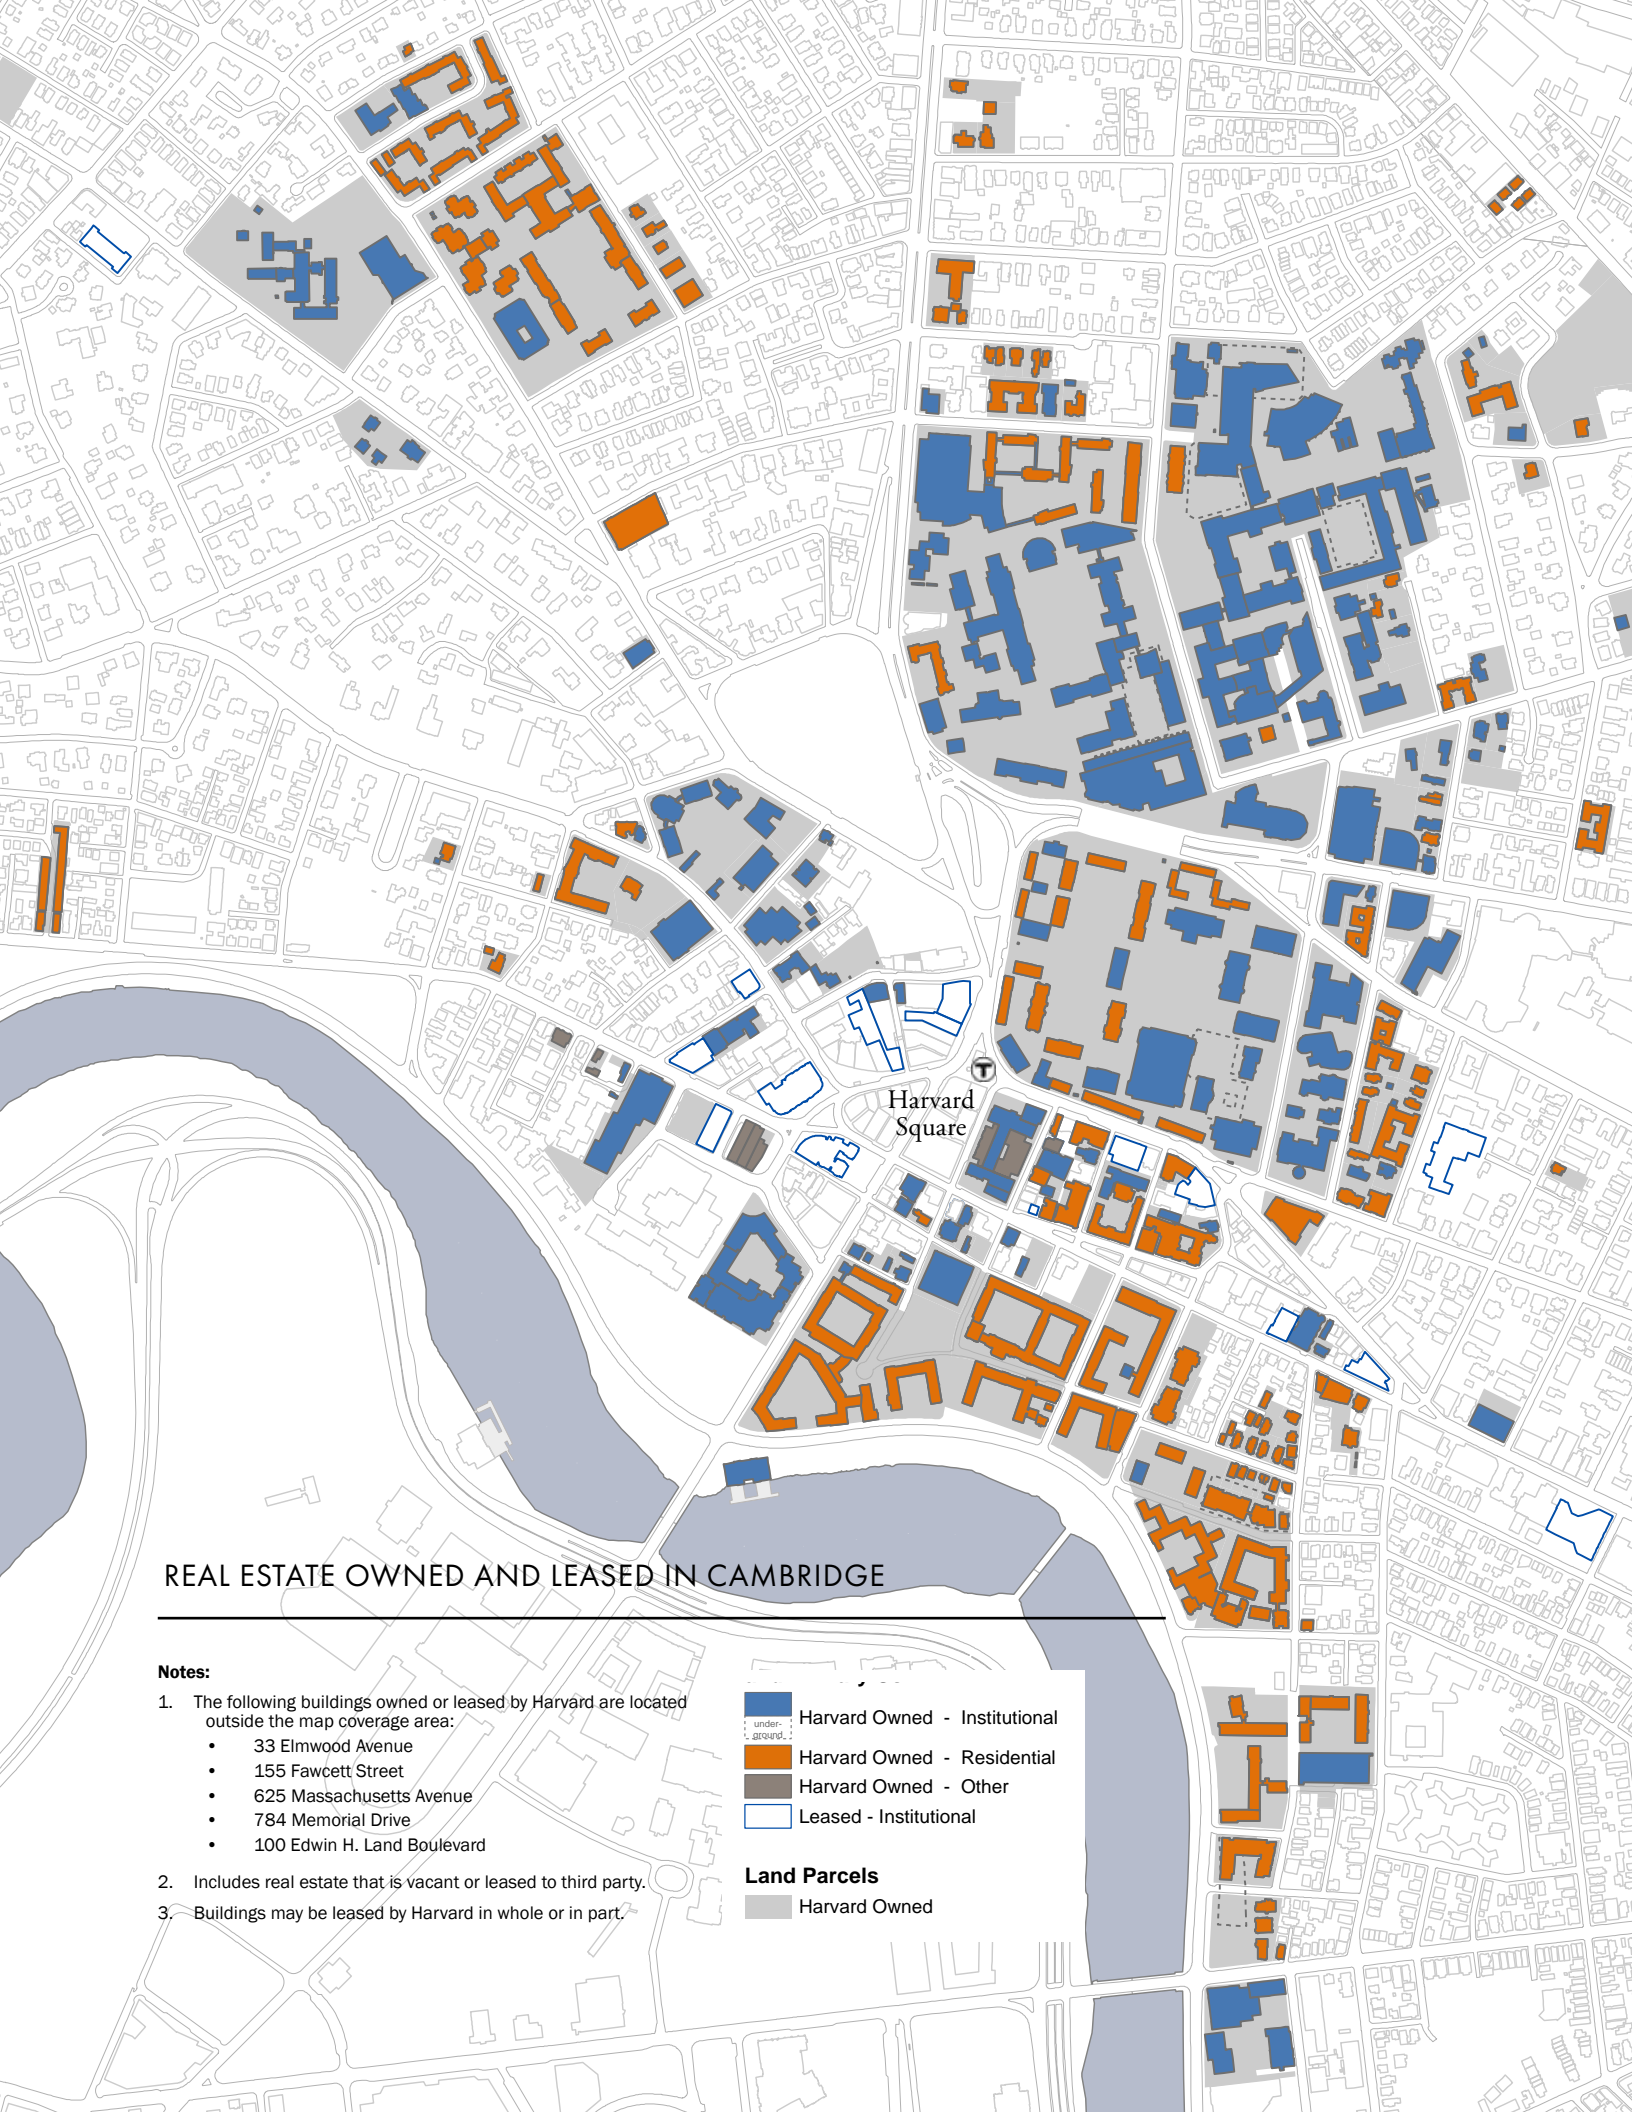 Harvard
Square
REAL ESTATE OWNED AND LEASED IN CAMBRIDGE
Notes:
1. The following buildings owned or leased by Harvard are located
outside the map coverage area:
• 33 Elmwood Avenue
• 155 Fawcett Street
• 625 Massachusetts Avenue
• 784 Memorial Drive
• 100 Edwin H. Land Boulevard
2. Includes real estate that is vacant or leased to third party.
3. Buildings may be leased by Harvard in whole or in part.
Harvard Owned - Institutional
under-
ground
Harvard Owned - Residential
Harvard Owned - Other
Leased - Institutional
Land Parcels
Harvard Owned
T